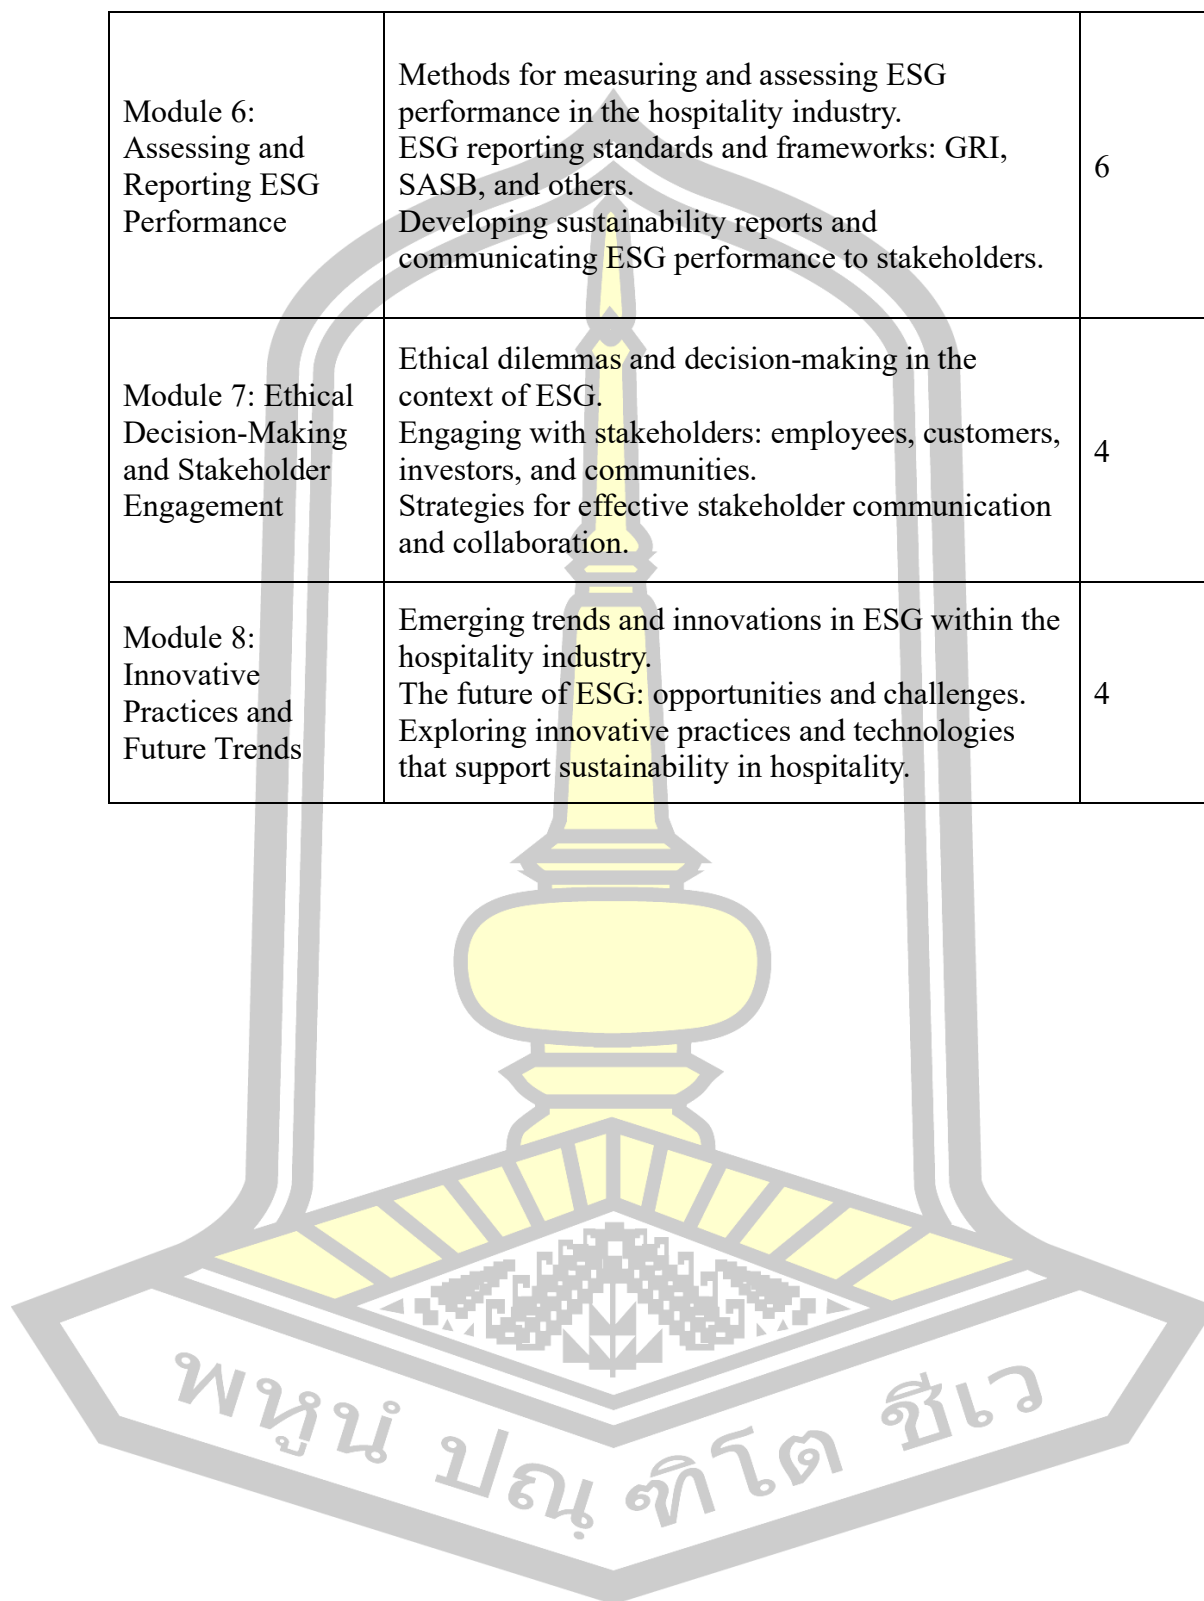 Module 6:
Assessing and
Reporting ESG
Performance
Methods for measuring and assessing ESG
performance in the hospitality industry.
ESG reporting standards and frameworks: GRI,
SASB, and others.
Developing sustainability reports and
communicating ESG performance to stakeholders.
6
Module 7: Ethical
Decision-Making
and Stakeholder
Engagement
Ethical dilemmas and decision-making in the
context of ESG.
Engaging with stakeholders: employees, customers,
investors, and communities.
Strategies for effective stakeholder communication
and collaboration.
4
Module 8:
Innovative
Practices and
Future Trends
Emerging trends and innovations in ESG within the
hospitality industry.
The future of ESG: opportunities and challenges.
Exploring innovative practices and technologies
that support sustainability in hospitality.
4
พหูนํ ปณฺฑิโต ชีเว